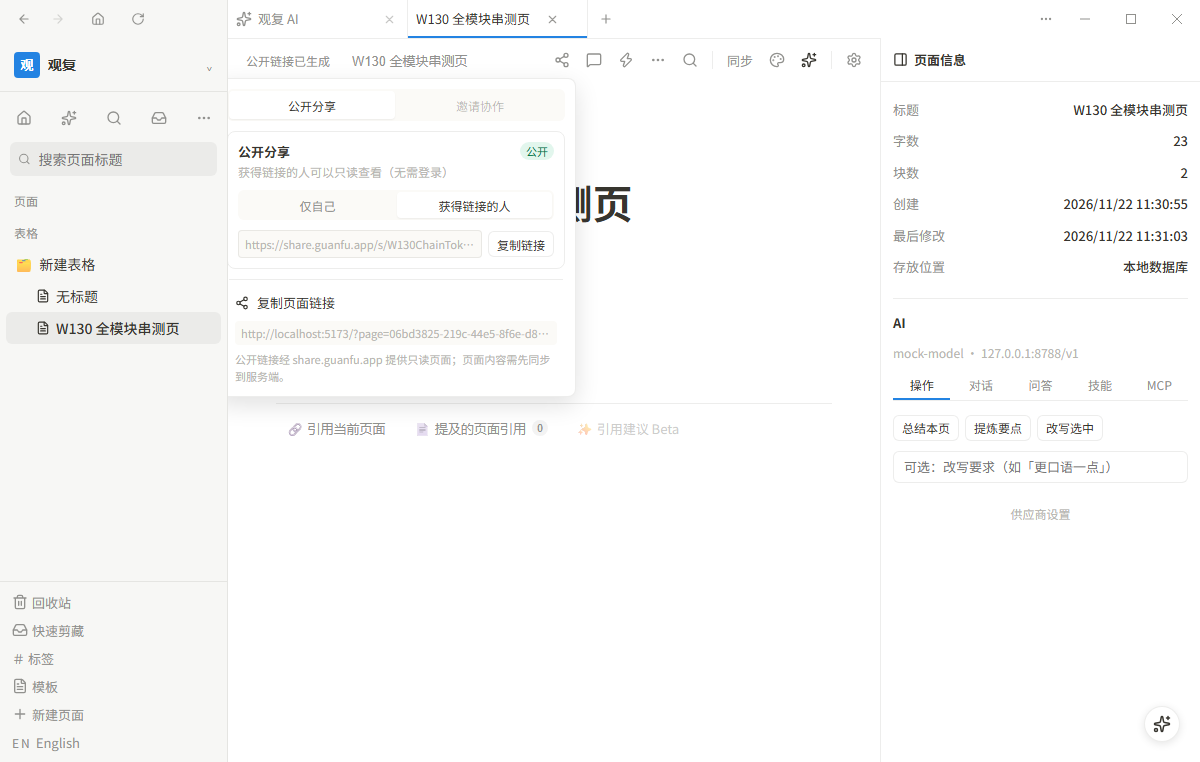 观复 AI
W130 全模块串测页
观 观复
搜索页面标题
页面
表格
新建表格
无标题
W130 全模块串测页
回收站
快速剪藏
# 标签
模板
新建页面
EN English
公开链接已生成 W130 全模块串测页
同步
公开分享 邀请协作
公开分享 公开
获得链接的人可以只读查看（无需登录）
仅自己 获得链接的人
https://share.guanfu.app/s/W130ChainTok… 复制链接
复制页面链接
http://localhost:5173/?page=06bd3825-219c-44e5-8f6e-d8…
公开链接经 share.guanfu.app 提供只读页面；页面内容需先同步
到服务端。
测页
引用当前页面 提及的页面引用 0 引用建议 Beta
页面信息
标题 W130 全模块串测页
字数 23
块数 2
创建 2026/11/22 11:30:55
最后修改 2026/11/22 11:31:03
存放位置 本地数据库
AI
mock-model • 127.0.0.1:8788/v1
操作 对话 问答 技能 MCP
总结本页 提炼要点 改写选中
可选：改写要求（如「更口语一点」）
供应商设置